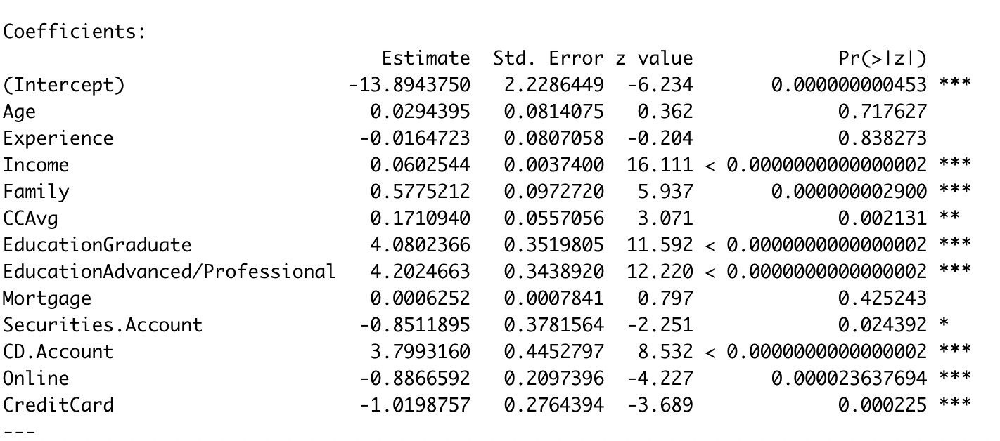 Coefficients:
Estimate Std. Error z value Pr(>|z|)
(Intercept) -13.8943750 2.2286449 -6.234 0.000000000453 ***
Age 0.0294395 0.0814075 0.362 0.717627
Experience -0.0164723 0.0807058 -0.204 0.838273
Income 0.0602544 0.0037400 16.111 < 0.0000000000000002 ***
Family 0.5775212 0.0972720 5.937 0.000000002900 ***
CCAvg 0.1710940 0.0557056 3.071 0.002131 **
EducationGraduate 4.0802366 0.3519805 11.592 < 0.0000000000000002 ***
EducationAdvanced/Professional 4.2024663 0.3438920 12.220 < 0.0000000000000002 ***
Mortgage 0.0006252 0.0007841 0.797 0.425243
Securities.Account -0.8511895 0.3781564 -2.251 0.024392 *
CD.Account 3.7993160 0.4452797 8.532 < 0.0000000000000002 ***
Online -0.8866592 0.2097396 -4.227 0.000023637694 ***
CreditCard -1.0198757 0.2764394 -3.689 0.000225 ***
---